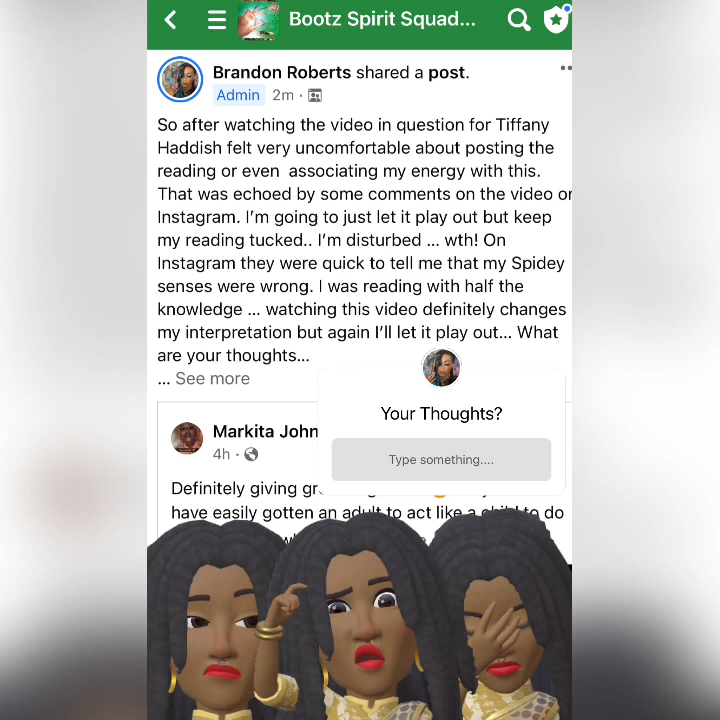 Bootz Spirit Squad...
Brandon Roberts shared a post.
Admin 2m
So after watching the video in question for Tiffany
Haddish felt very uncomfortable about posting the
reading or even associating my energy with this.
That was echoed by some comments on the video or
Instagram. I'm going to just let it play out but keep
my reading tucked.. I'm disturbed ... wth! On
Instagram they were quick to tell me that my Spidey
senses were wrong. I was reading with half the
knowledge ... watching this video definitely changes
my interpretation but again I'll let it play out... What
are your thoughts...
... See more
Your Thoughts?
Type something....
Markita John
4h
Definitely giving
have easily gotten an adult to act like a child to do